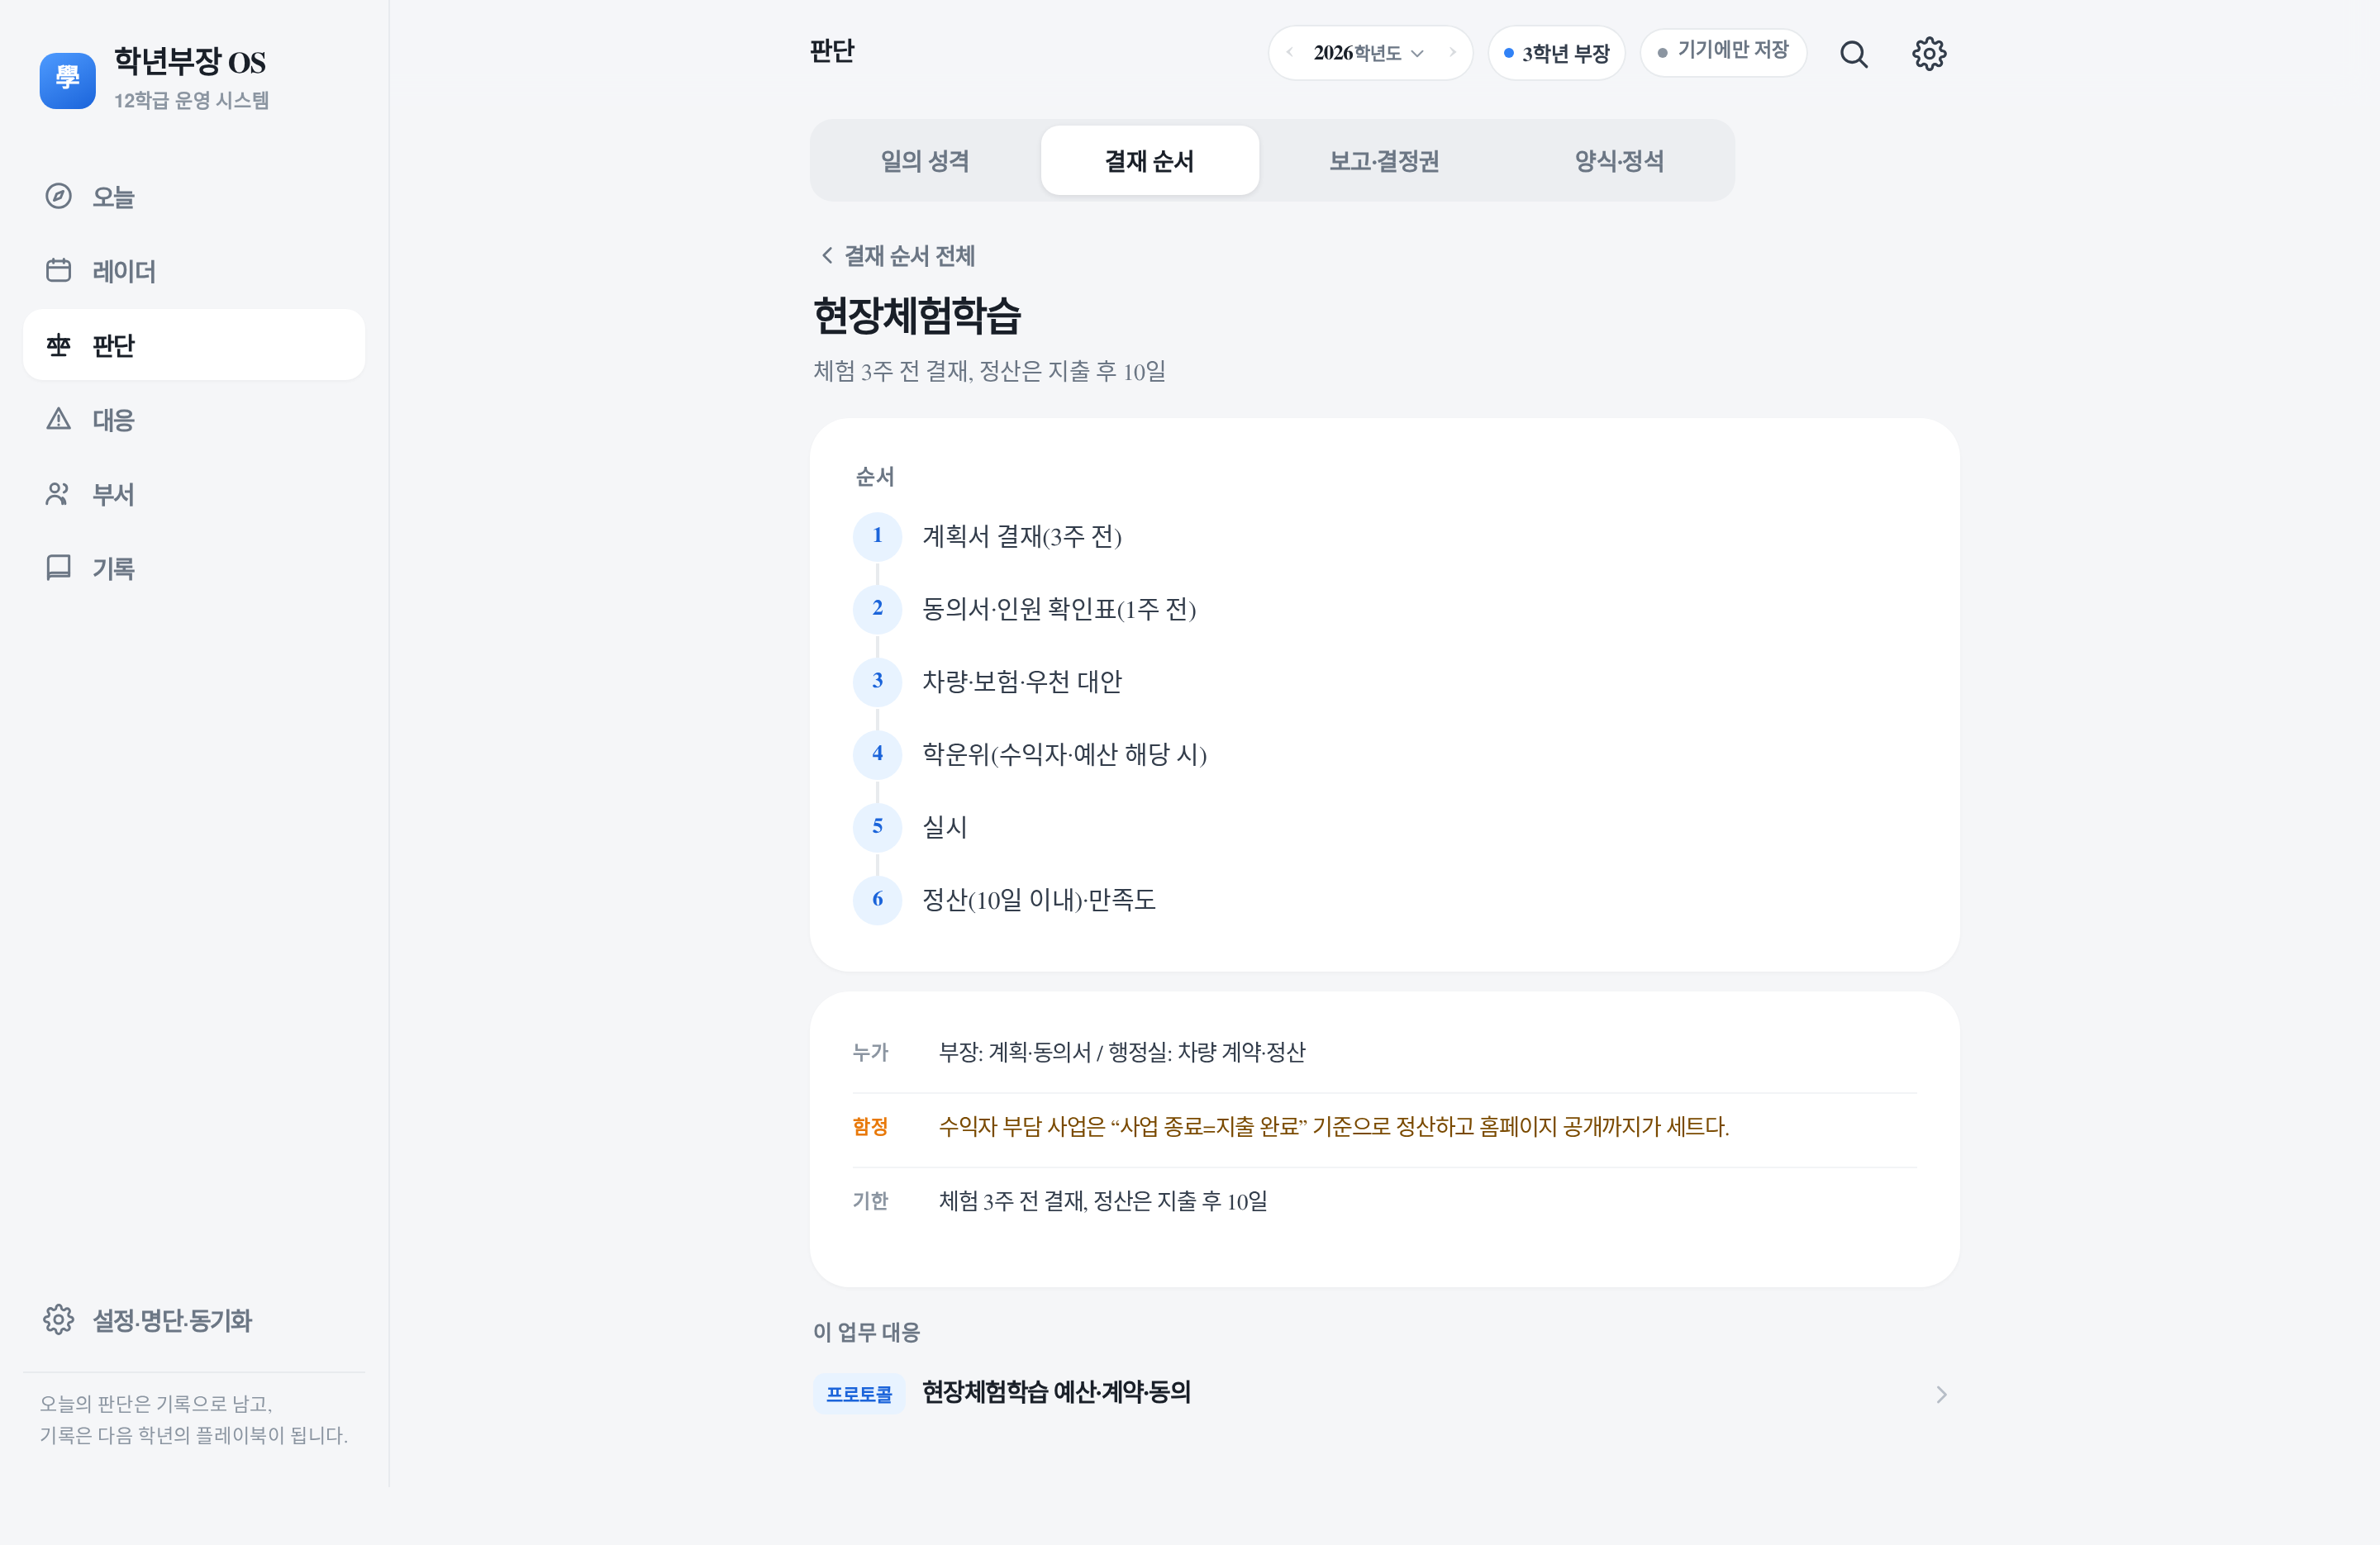 學
학년부장 OS
12학급 운영 시스템
오늘
레이더
판단
대응
부서
기록
설정·명단·동기화
오늘의 판단은 기록으로 남고,
기록은 다음 학년의 플레이북이 됩니다.
판단
2026학년도
3학년 부장
기기에만 저장
일의 성격
결재 순서
보고·결정권
양식·정석
결재 순서 전체
현장체험학습
체험 3주 전 결재, 정산은 지출 후 10일
순서
1 계획서 결재(3주 전)
2 동의서·인원 확인표(1주 전)
3 차량·보험·우천 대안
4 학운위(수익자·예산 해당 시)
5 실시
6 정산(10일 이내)·만족도
누가 부장: 계획·동의서 / 행정실: 차량 계약·정산
함정 수익자 부담 사업은 “사업 종료=지출 완료” 기준으로 정산하고 홈페이지 공개까지가 세트다.
기한 체험 3주 전 결재, 정산은 지출 후 10일
이 업무 대응
프로토콜 현장체험학습 예산·계약·동의